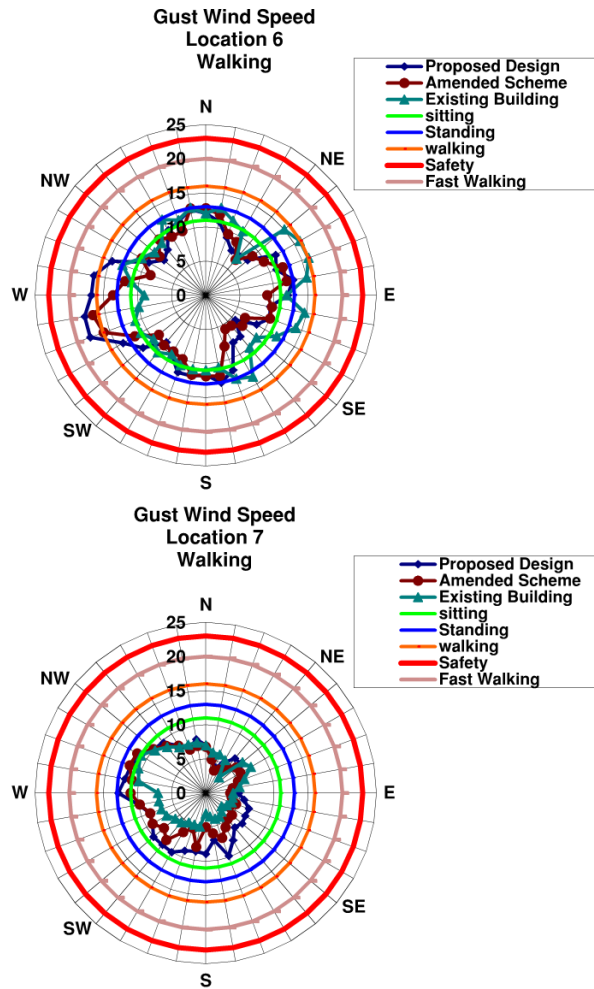 Gust Wind Speed
Location 6
Walking
Proposed Design
Amended Scheme
Existing Building
sitting
Standing
walking
Safety
Fast Walking
N
25
20
NE
15
NW
10
5
W
0
E
SW
SE
S
Gust Wind Speed
Location 7
Walking
Proposed Design
Amended Scheme
Existing Building
sitting
Standing
walking
Safety
Fast Walking
N
25
20
NE
15
NW
10
5
W
0
E
SW
SE
S